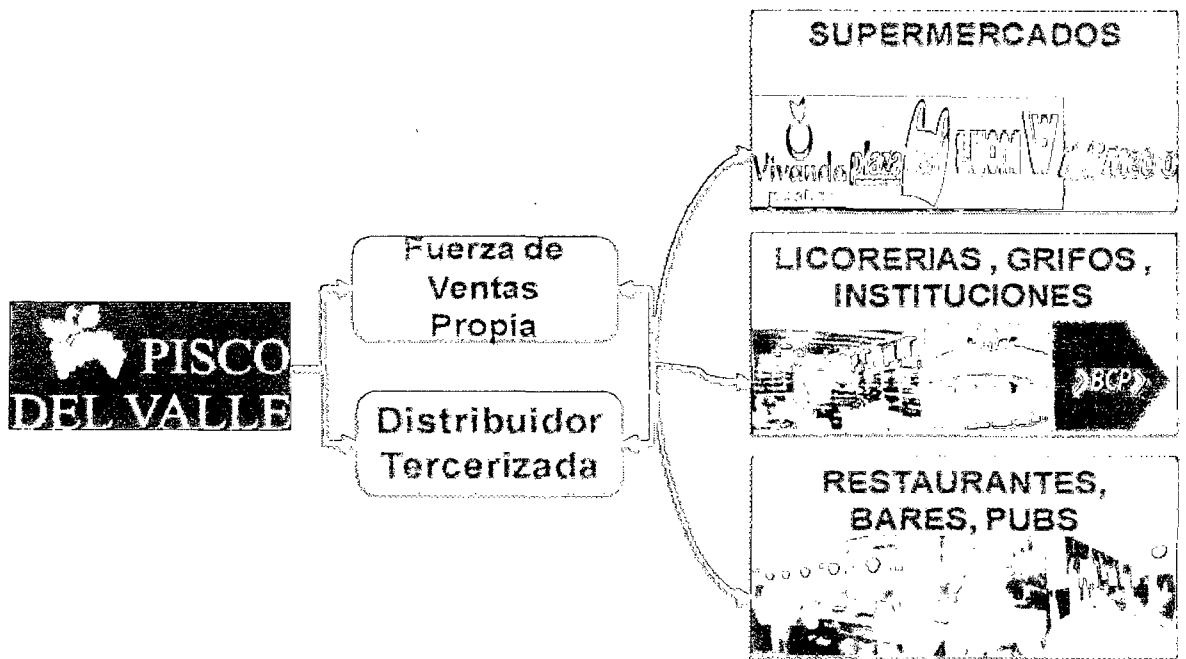 PISCO
DEL VALLE
Fuerza de
Ventas
Propia
Distribuidor
Tercerizada
SUPERMERCADOS
Vivanda
plaza
metro
LICORERIAS , GRIFOS ,
INSTITUCIONES
BCP
RESTAURANTES,
BARES, PUBS